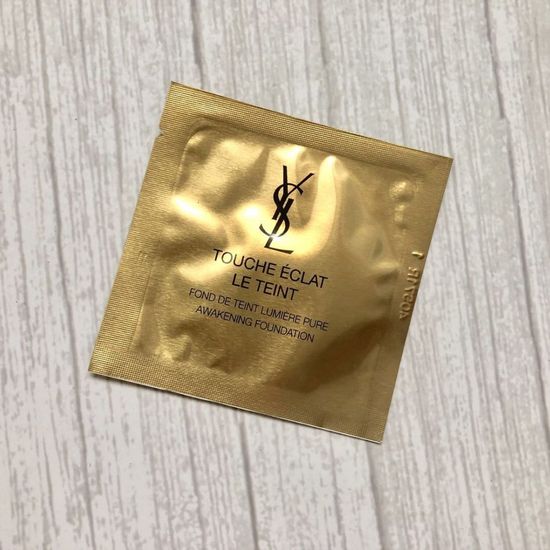 YSL
TOUCHE ÉCLAT
LE TEINT
FOND DE TEINT LUMIÈRE PURE
AWAKENING FOUNDATION